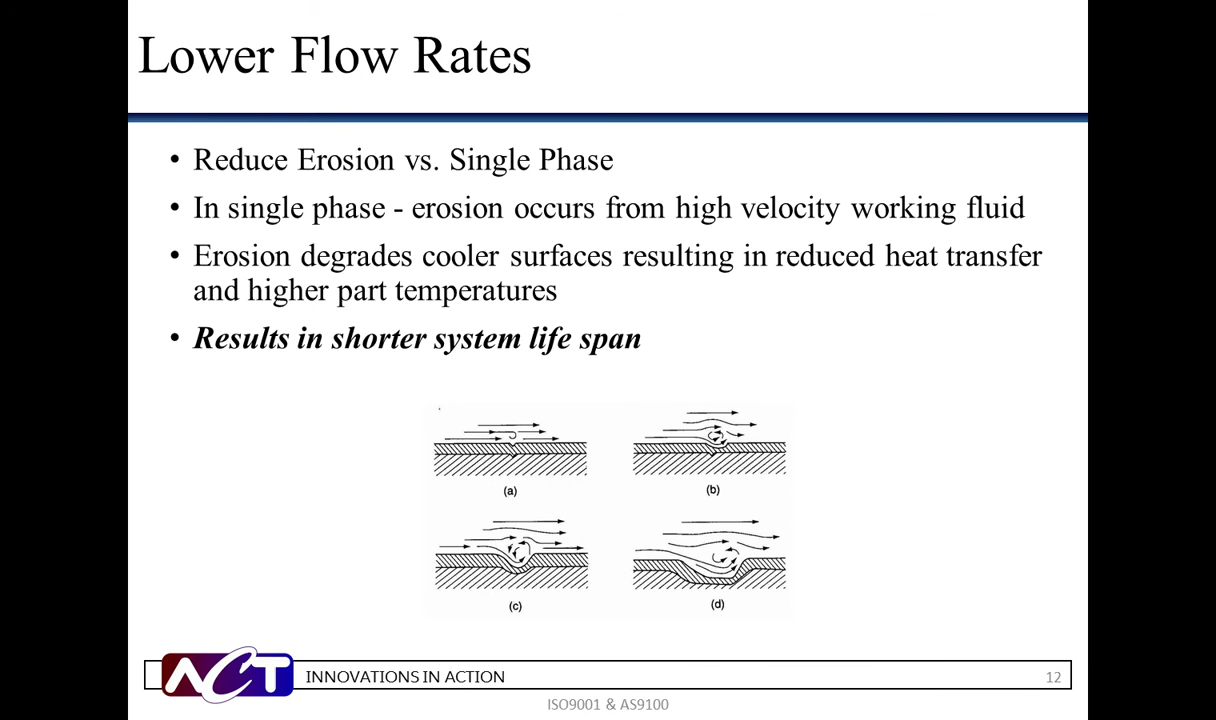 Lower Flow Rates
• Reduce Erosion vs. Single Phase
• In single phase - erosion occurs from high velocity working fluid
• Erosion degrades cooler surfaces resulting in reduced heat transfer
and higher part temperatures
• Results in shorter system life span
(a)
(b)
(c)
(d)
ACT
INNOVATIONS IN ACTION
12
ISO9001 & AS9100